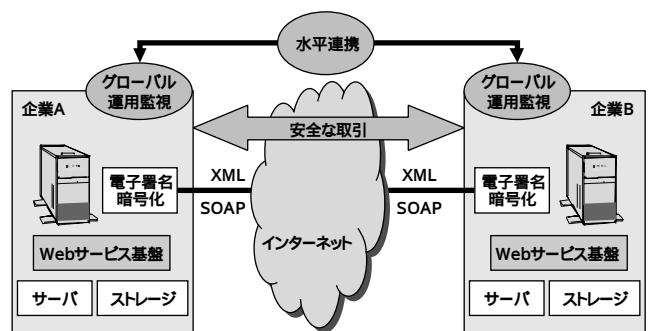 水平連携
グローバル
運用監視
グローバル
運用監視
企業A
企業B
安全な取引
電子署名
暗号化
XML
SOAP
インターネット
XML
SOAP
電子署名
暗号化
Webサービス基盤
サーバ
ストレージ
Webサービス基盤
サーバ
ストレージ